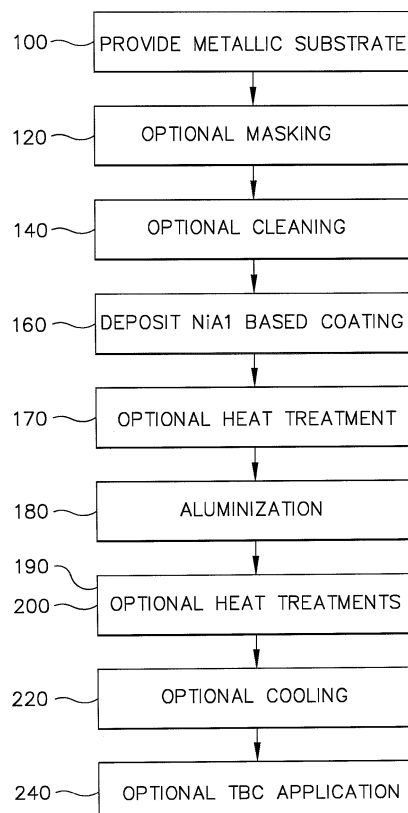 100 PROVIDE METALLIC SUBSTRATE
120 OPTIONAL MASKING
140 OPTIONAL CLEANING
160 DEPOSIT NiA1 BASED COATING
170 OPTIONAL HEAT TREATMENT
180 ALUMINIZATION
190
200 OPTIONAL HEAT TREATMENTS
220 OPTIONAL COOLING
240 OPTIONAL TBC APPLICATION